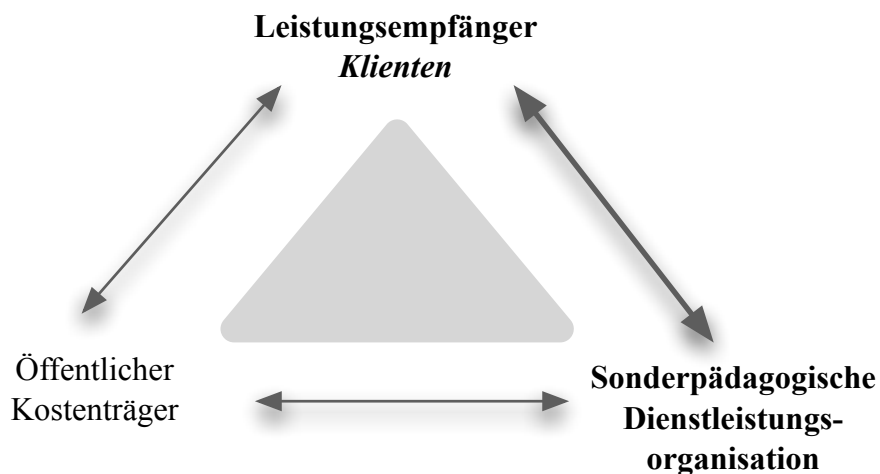 Leistungsempfänger
Klienten
Öffentlicher
Kostenträger
Sonderpädagogische
Dienstleistungs-
organisation